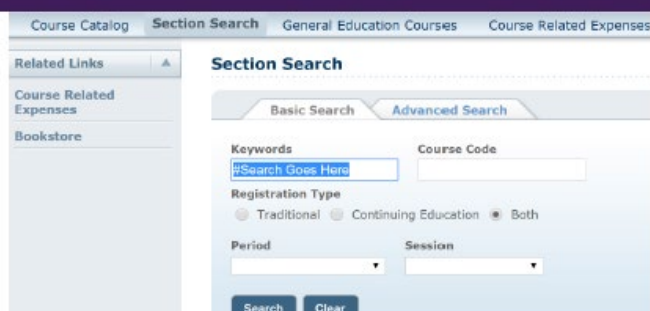 Course Catalog Section Search General Education Courses Course Related Expenses
Related Links
Course Related
Expenses
Bookstore
Section Search
Basic Search Advanced Search
Keywords Course Code
#Search Goes Here
Registration Type
Traditional Continuing Education Both
Period Session
Search Clear